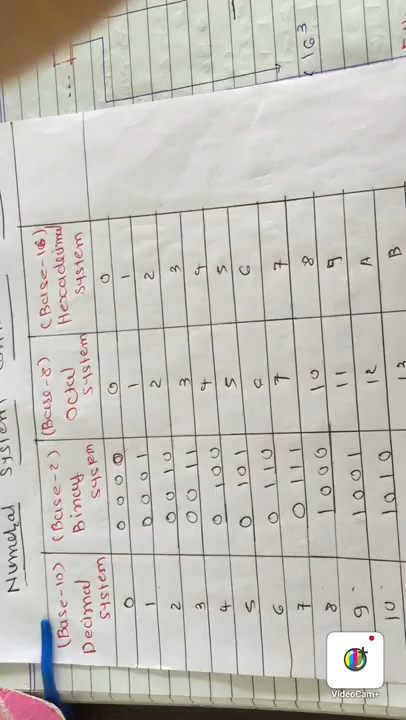 163
Numeral System:
(Base-10) (Base-2) (Base-8) (Base-16)
Decimal Binary Octal Hexadecimal
System System System System
0 0000 0 0
1 0001 1 1
2 0010 2 2
3 0011 3 3
4 0100 4 4
5 0101 5 5
6 0110 6 6
7 0111 7 7
8 1000 10 8
9 1001 11 9
10 1010 12 A
13 B
VideoCam+